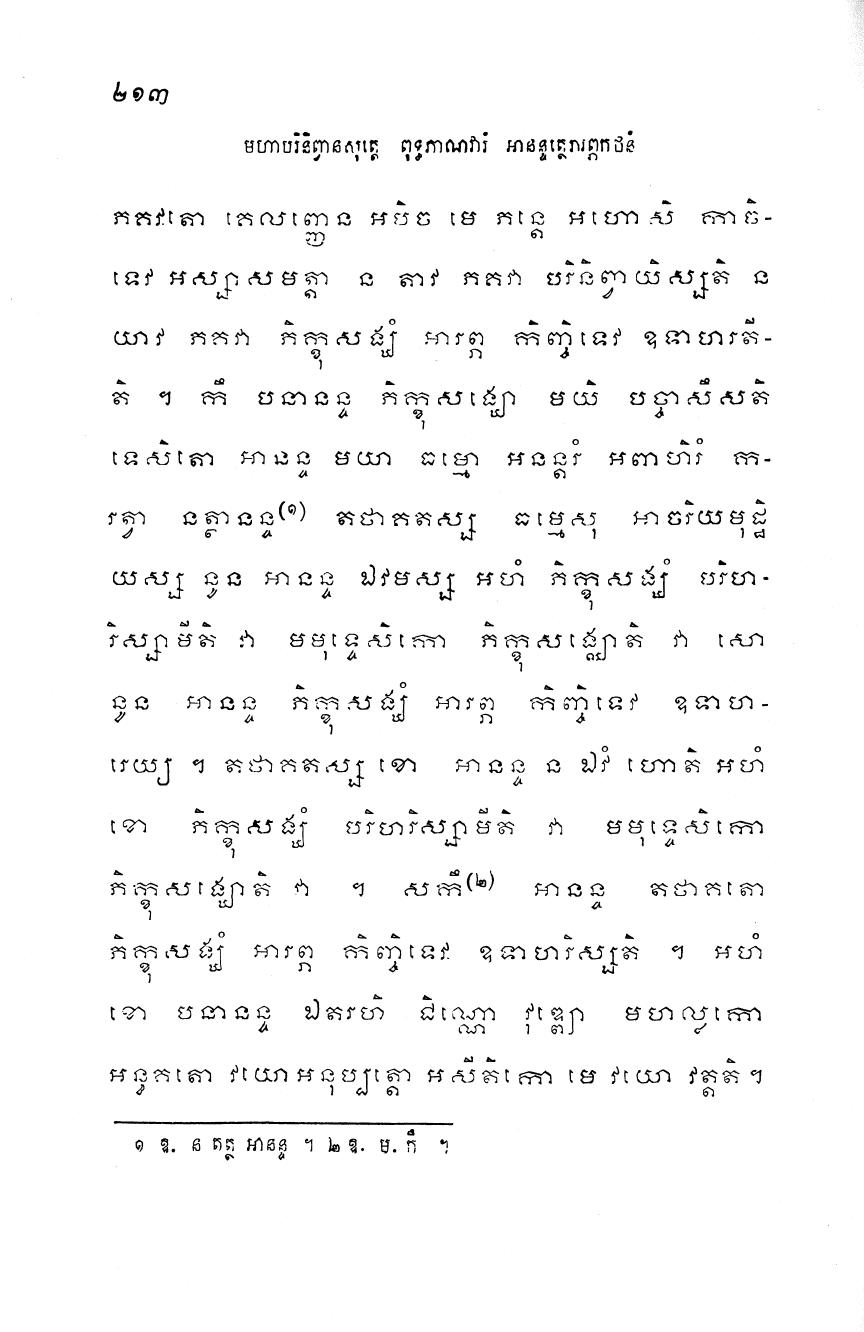 ២១៣
មហាបរិនិព្វានសុត្តេ ពុទ្ធភាណវារំ អានន្ទត្ថេរារព្ភកថនំ
ភគវតោ គេលញ្ញេន អបិច មេ ភន្តេ អហោសិ កាចិ-
ទេវ អស្សាសមត្តា ន តាវ ភគវា បរិនិព្វាយិស្សតិ ន
យាវ ភគវា ភិក្ខុសង្ឃំ អារព្ភ កិញ្ចិទេវ ឧទាហរតី-
តិ ។ កឹ បនានន្ទ ភិក្ខុសង្ឃោ មយិ បច្ចាសឹសតិ
ទេសិតោ អានន្ទ មយា ធម្មោ អនន្តរំ អពាហិរំ ក-
រត្វា នត្ថានន្ទ(១) តថាគតស្ស ធម្មេសុ អាចរិយមុដ្ឋិ
យស្ស នូន អានន្ទ ឯវមស្ស អហំ ភិក្ខុសង្ឃំ បរិហ-
រិស្សាមីតិ វា មមុទ្ទេសិកោ ភិក្ខុសង្ឃោតិ វា សោ
នូន អានន្ទ ភិក្ខុសង្ឃំ អារព្ភ កិញ្ចិទេវ ឧទាហ-
រេយ្យ ។ តថាគតស្ស ខោ អានន្ទ ន ឯវំ ហោតិ អហំ
ខោ ភិក្ខុសង្ឃំ បរិហរិស្សាមីតិ វា មមុទ្ទេសិកោ
ភិក្ខុសង្ឃោតិ វា ។ សកឹ(២) អានន្ទ តថាគតោ
ភិក្ខុសង្ឃំ អារព្ភ កិញ្ចិទេវ ឧទាហរិស្សតិ ។ អហំ
ខោ បនានន្ទ ឯតរហិ ជិណ្ណោ វុឌ្ឍោ មហល្លកោ
អន្ធគតោ វយោអនុប្បត្តោ អសីតិកោ មេ វយោ វត្តតិ។
១ ឱ. ន តត្ថ អានន្ទ ។ ២ ឱ. ម. កឹ ។